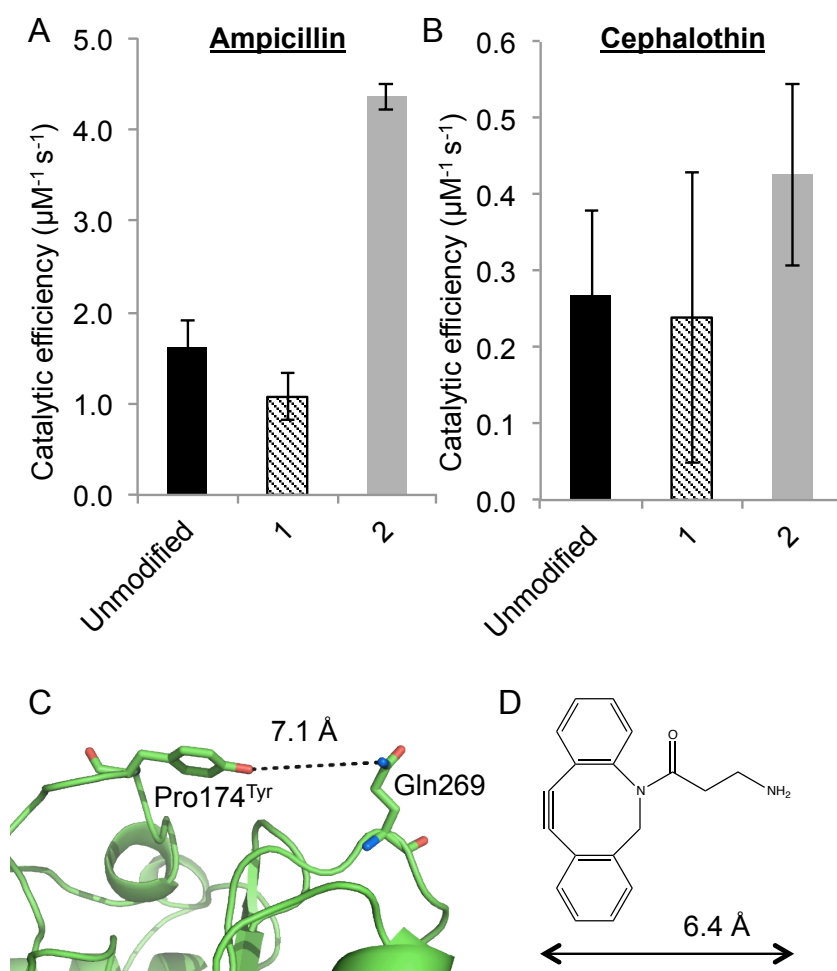 A
Ampicillin
Catalytic efficiency (µM⁻¹ s⁻¹)
5.0
4.0
3.0
2.0
1.0
0.0
Unmodified
1
2
B
Cephalothin
Catalytic efficiency (µM⁻¹ s⁻¹)
0.6
0.5
0.4
0.3
0.2
0.1
0.0
Unmodified
1
2
C
7.1 Å
Pro174ᵀʸʳ
Gln269
D
O
N
NH₂
6.4 Å